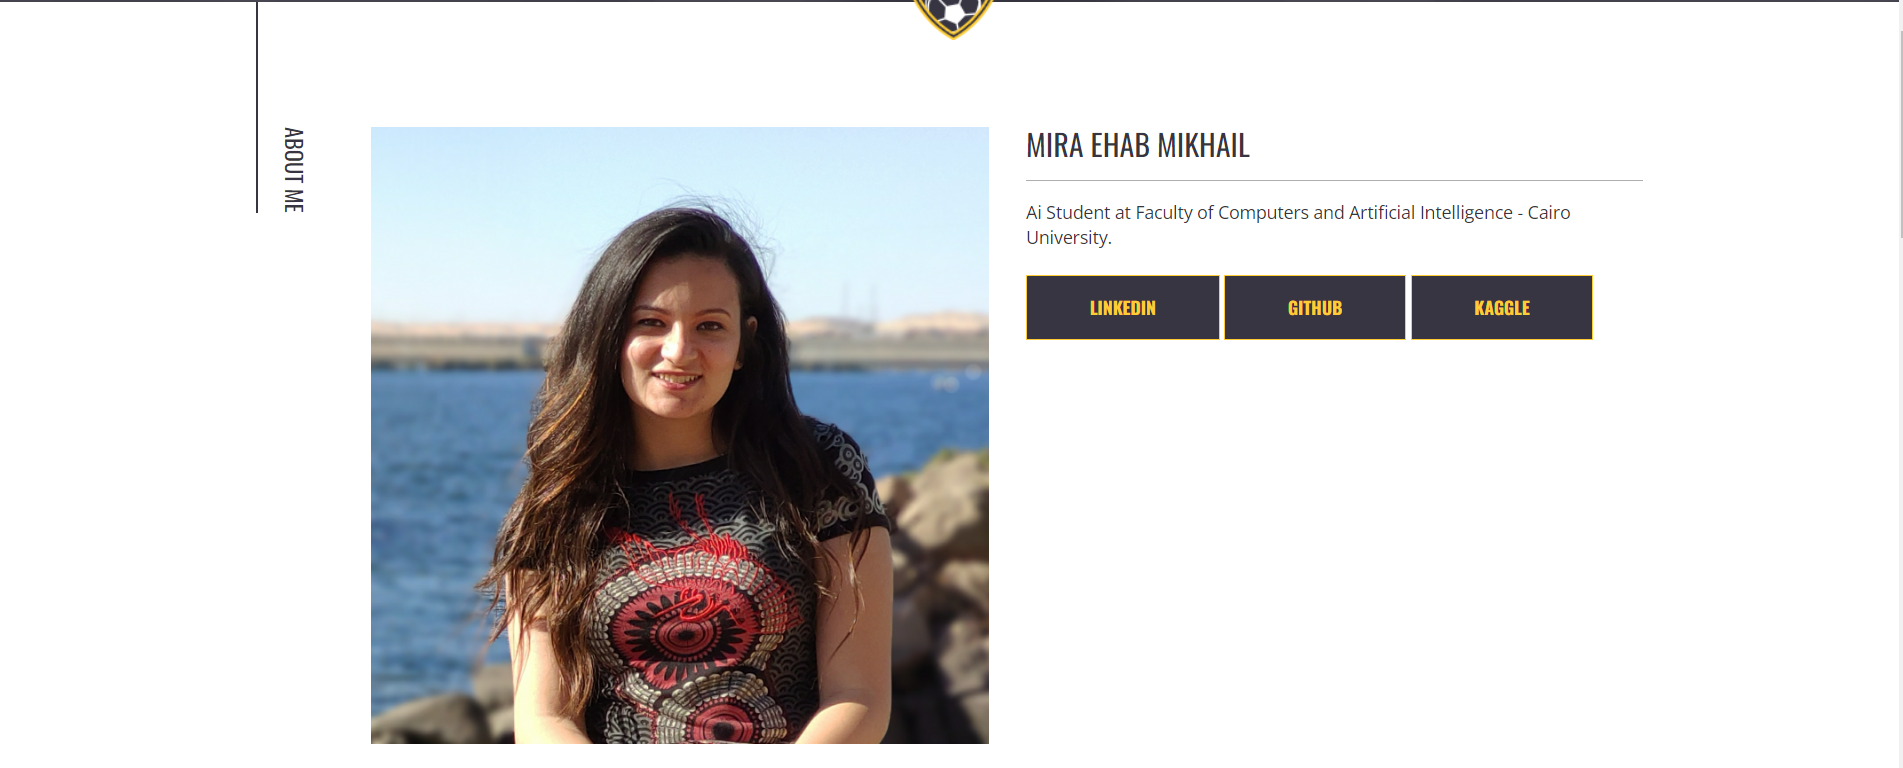 ABOUT ME
MIRA EHAB MIKHAIL
Ai Student at Faculty of Computers and Artificial Intelligence - Cairo
University.
LINKEDIN
GITHUB
KAGGLE